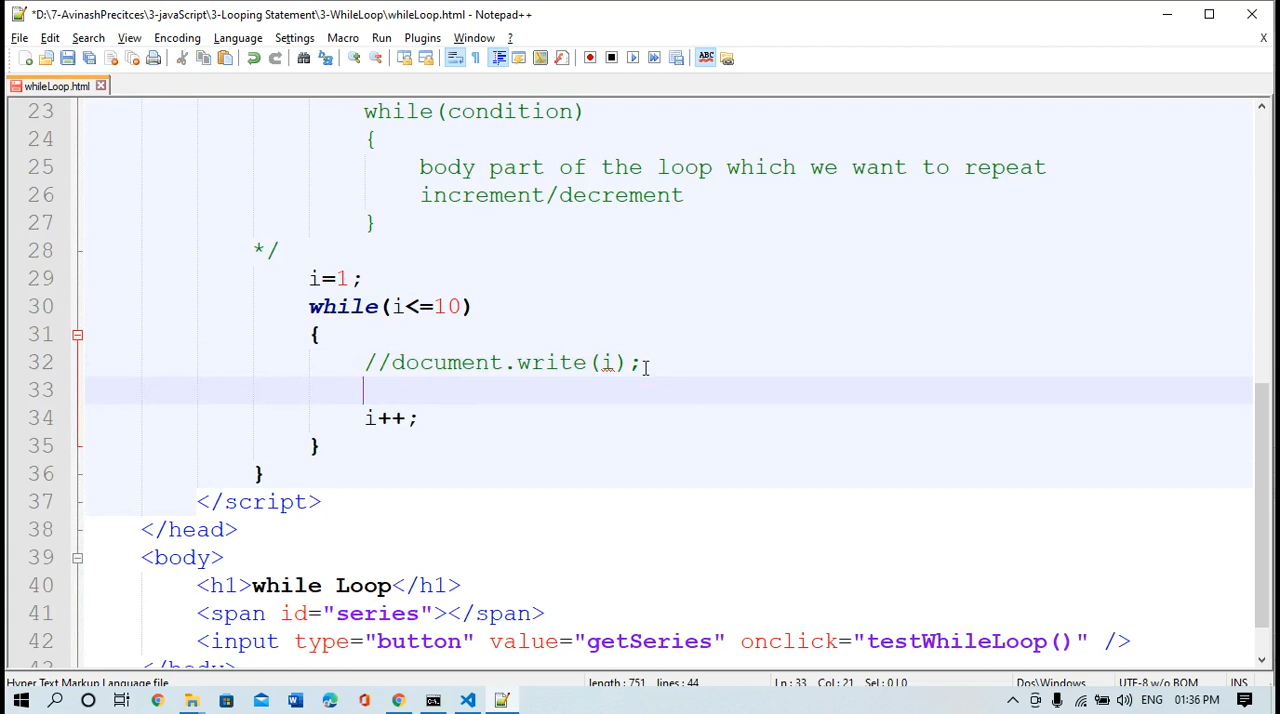 *D:\7-AvinashPrecitces\3-javaScript\3-Looping Statement\3-WhileLoop\whileLoop.html - Notepad++
File Edit Search View Encoding Language Settings Macro Run Plugins Window ? X
whileLoop.html
23 while(condition)
24 {
25 body part of the loop which we want to repeat
26 increment/decrement
27 }
28 */
29 i=1;
30 while(i<=10)
31 {
32 //document.write(i);
33
34 i++;
35 }
36 }
37 </script>
38 </head>
39 <body>
40 <h1>while Loop</h1>
41 <span id="series"></span>
42 <input type="button" value="getSeries" onclick="testWhileLoop()" />
43 </body>
Hyper Text Markup Language file length : 751 lines : 44 Ln : 33 Col : 21 Sel : 0 | 0 Dos\Windows UTF-8 w/o BOM INS
ENG 01:36 PM